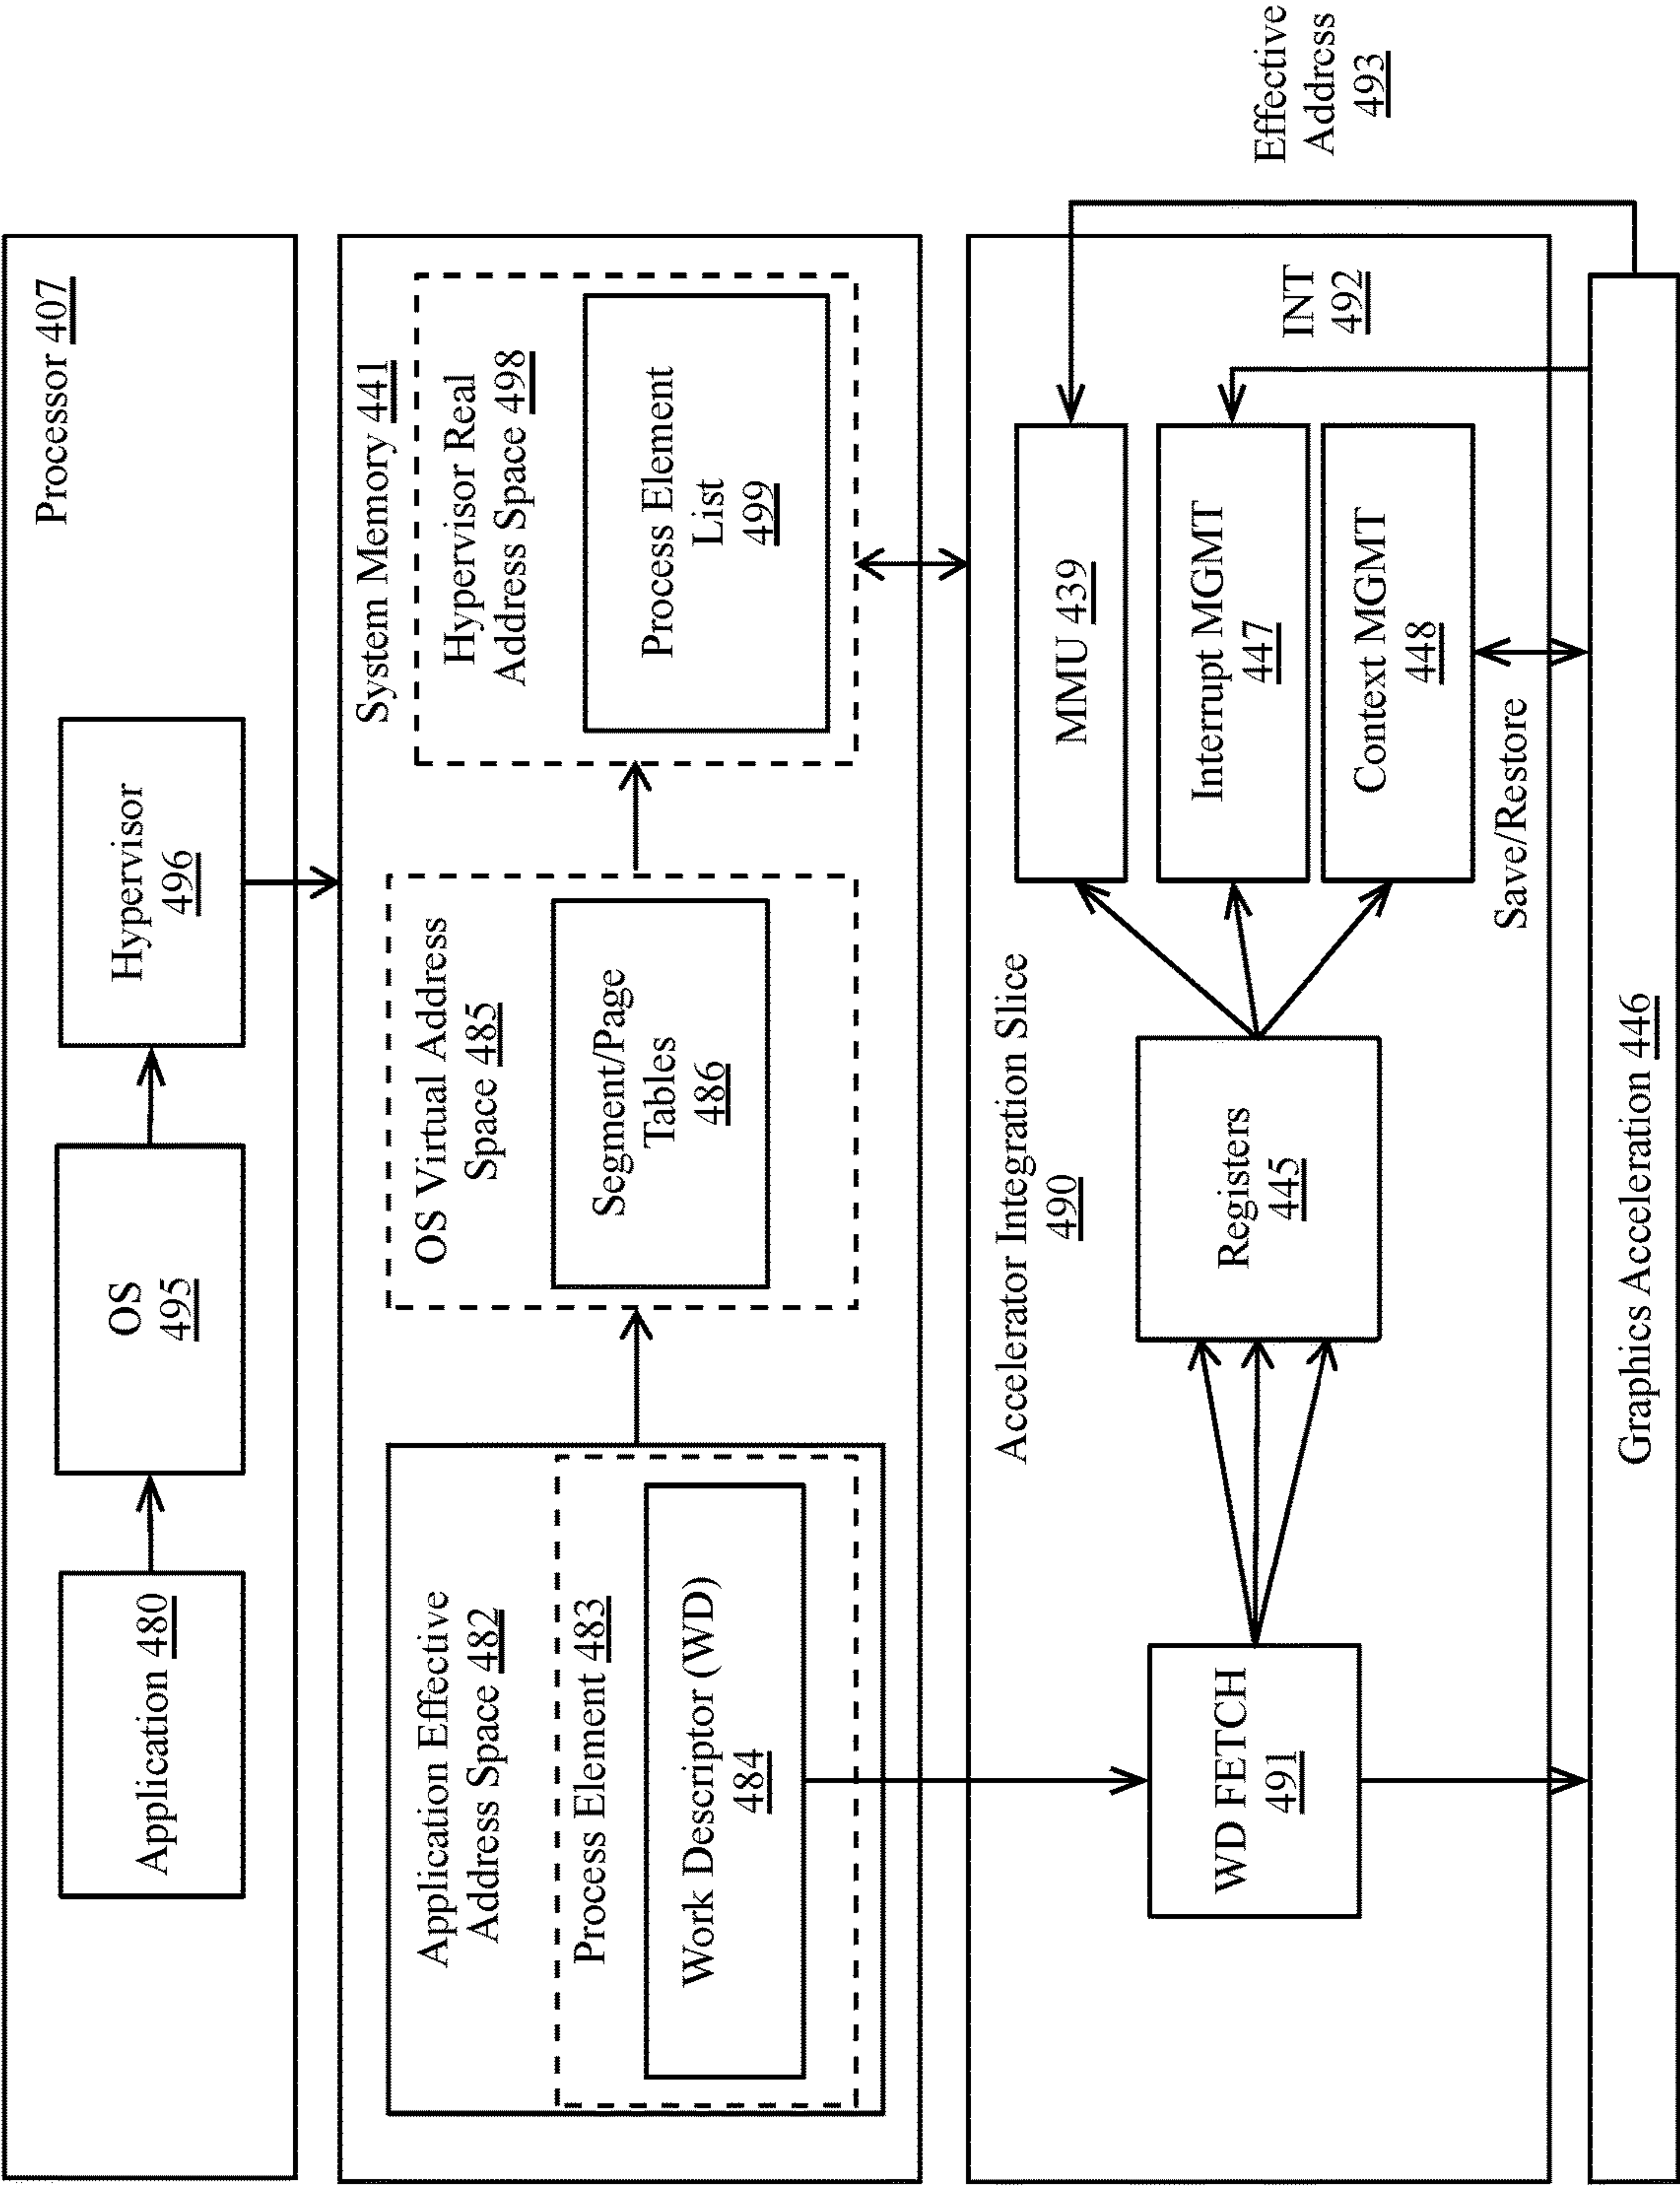 Processor 407
Application 480
OS
495
Hypervisor
496
System Memory 441
Application Effective
Address Space 482
Process Element 483
Work Descriptor (WD)
484
OS Virtual Address
Space 485
Segment/Page
Tables
486
Hypervisor Real
Address Space 498
Process Element
List
499
Accelerator Integration Slice
490
WD FETCH
491
Registers
445
MMU 439
Interrupt MGMT
447
Context MGMT
448
INT
492
Effective
Address
493
Save/Restore
Graphics Acceleration 446